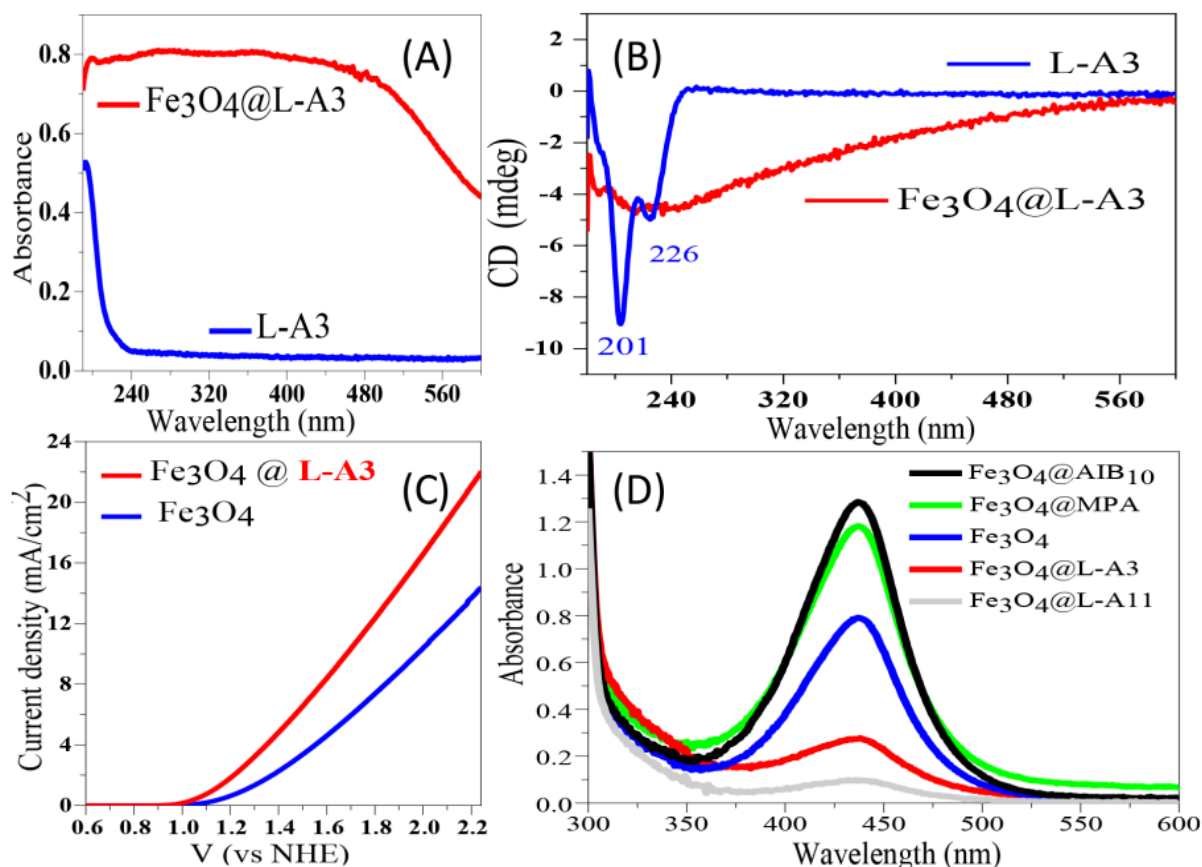 (A)
Absorbance
0.8
0.6
0.4
0.2
0.0
Fe3O4@L-A3
L-A3
240 320 400 480 560
Wavelength (nm)
(B)
CD (mdeg)
2
0
-2
-4
-6
-8
-10
L-A3
Fe3O4@L-A3
226
201
240 320 400 480 560
Wavelength (nm)
(C)
Current density (mA/cm2)
24
20
16
12
8
4
0
Fe3O4 @ L-A3
Fe3O4
0.6 0.8 1.0 1.2 1.4 1.6 1.8 2.0 2.2
V (vs NHE)
(D)
Absorbance
1.4
1.2
1.0
0.8
0.6
0.4
0.2
0.0
Fe3O4@AIB10
Fe3O4@MPA
Fe3O4
Fe3O4@L-A3
Fe3O4@L-A11
300 350 400 450 500 550 600
Wavelength (nm)